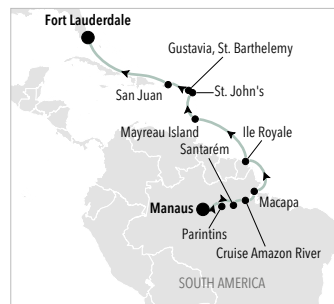 Fort Lauderdale
Gustavia, St. Barthelemy
San Juan
St. John's
Mayreau Island
Ile Royale
Santarém
Manaus
Macapa
Parintins
Cruise Amazon River
SOUTH AMERICA